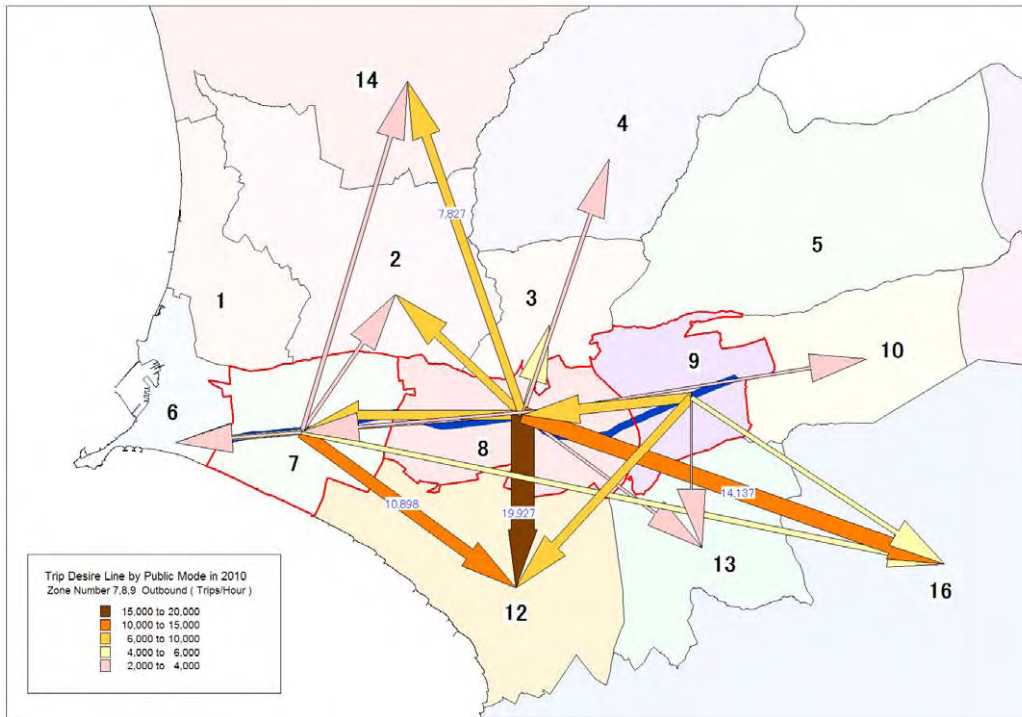 14
4
7,827
5
2
1
3
9
10
6
7
8
14,137
10,898
19,927
13
16
12
Trip Desire Line by Public Mode in 2010
Zone Number 7,8,9 Outbound ( Trips/Hour )
15,000 to 20,000
10,000 to 15,000
6,000 to 10,000
4,000 to 6,000
2,000 to 4,000